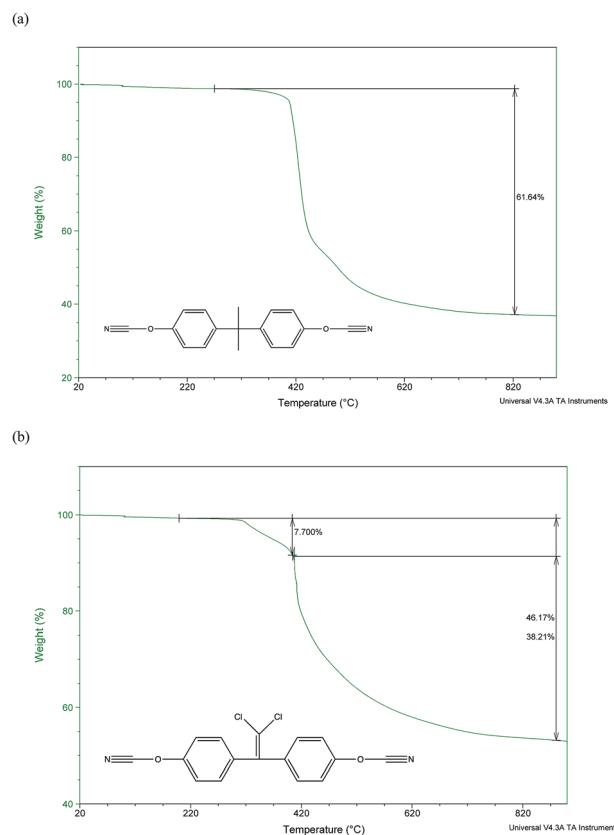 (a)
100
80
60
40
20
Weight (%)
61.64%
N
O
O
N
20
220
420
620
820
Temperature (°C)
Universal V4.3A TA Instruments
(b)
100
80
60
40
Weight (%)
7.700%
46.17%
38.21%
Cl
Cl
N
O
O
N
20
220
420
620
820
Temperature (°C)
Universal V4.3A TA Instrument